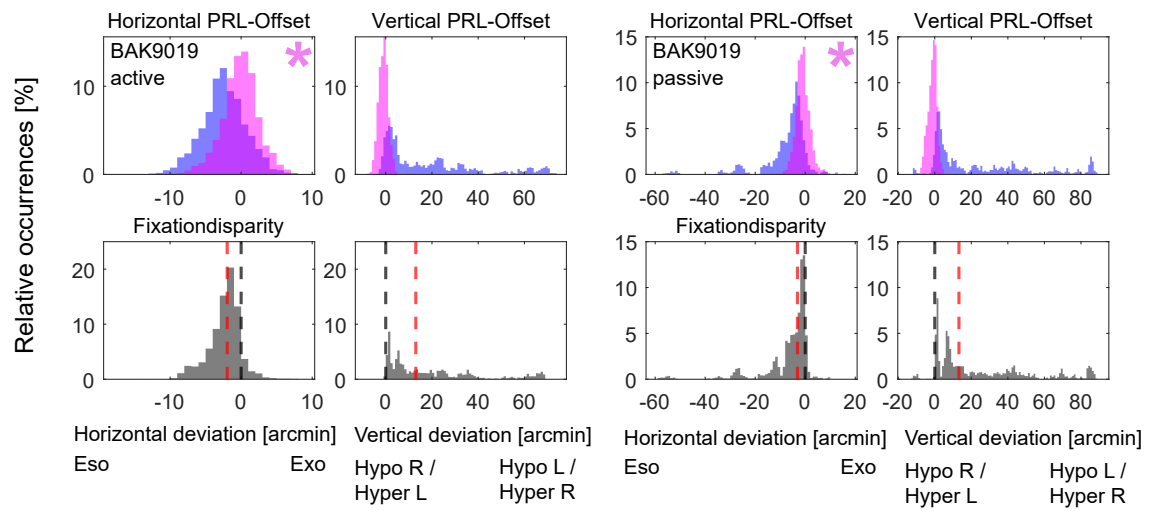 Horizontal PRL-Offset
Vertical PRL-Offset
Horizontal PRL-Offset
Vertical PRL-Offset
BAK9019
active
*
BAK9019
passive
*
Relative occurrences [%]
10
0
-10 0 10
10
0
0 20 40 60
15
10
5
0
-60 -40 -20 0 20
15
10
5
0
-20 0 20 40 60 80
Fixationdisparity
Fixationdisparity
20
10
0
-10 0 10
20
10
0
0 20 40 60
15
10
5
0
-60 -40 -20 0 20
15
10
5
0
-20 0 20 40 60 80
Horizontal deviation [arcmin]
Eso Exo
Vertical deviation [arcmin]
Hypo R / Hypo L /
Hyper L Hyper R
Horizontal deviation [arcmin]
Eso Exo
Vertical deviation [arcmin]
Hypo R / Hypo L /
Hyper L Hyper R